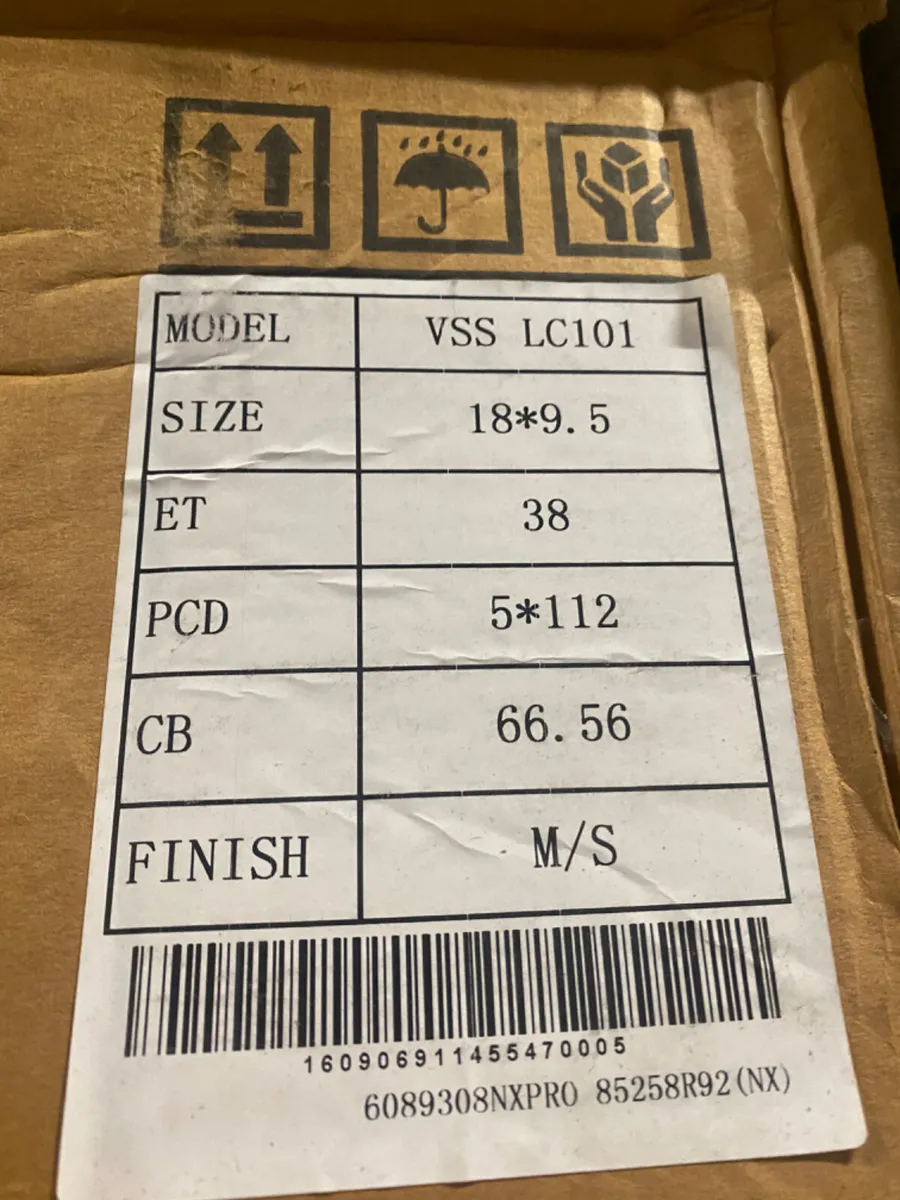 MODEL VSS LC101
SIZE 18*9.5
ET 38
PCD 5*112
CB 66.56
FINISH M/S
160906911455470005
6089308NXPRO 85258R92(NX)